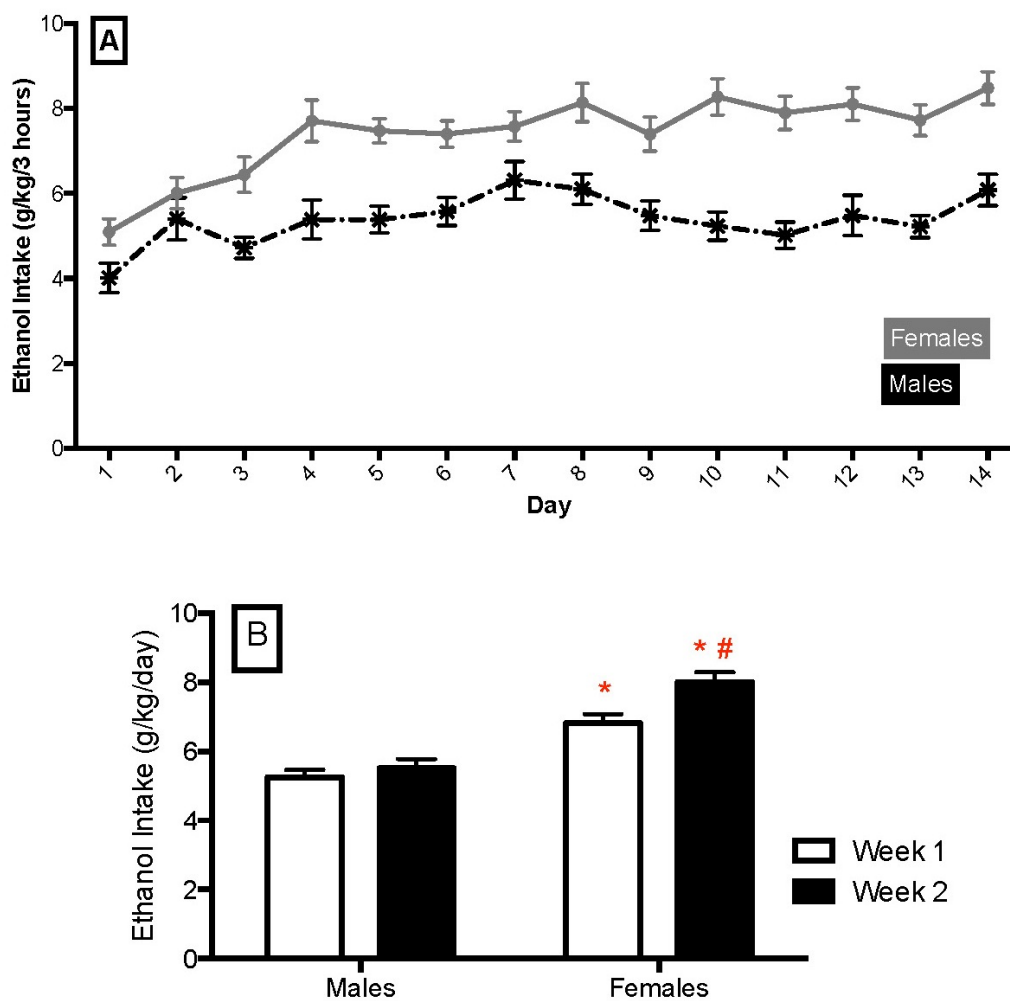 A
Ethanol Intake (g/kg/3 hours)
10
8
6
4
2
0
Females
Males
1 2 3 4 5 6 7 8 9 10 11 12 13 14
Day
B
Ethanol Intake (g/kg/day)
10
8
6
4
2
0
*
* #
Week 1
Week 2
Males Females